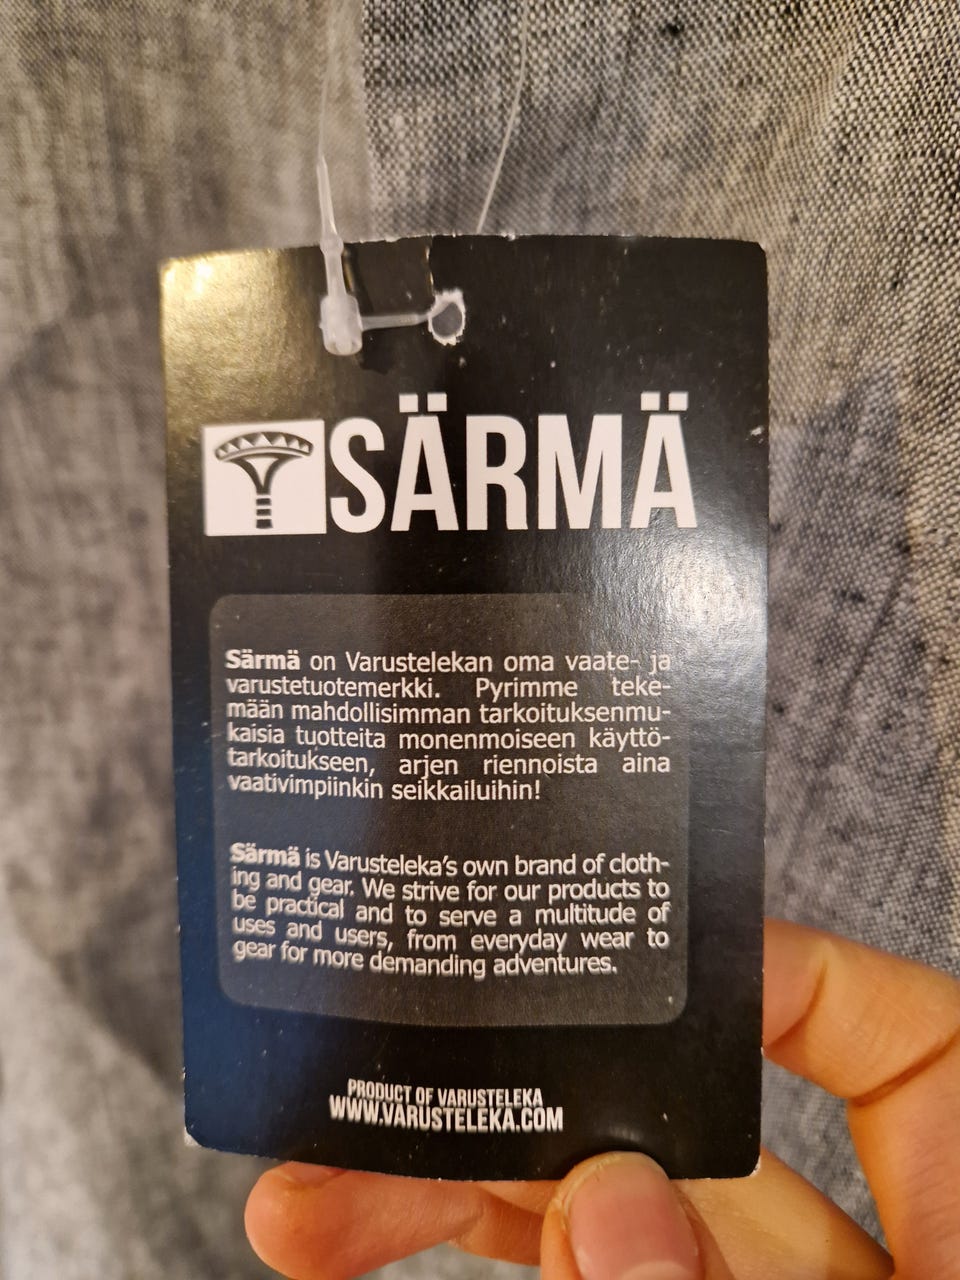 SÄRMÄ
Särmä on Varustelekan oma vaate- ja
varustetuotemerkki. Pyrimme teke-
mään mahdollisimman tarkoituksenmu-
kaisia tuotteita monenmoiseen käyttö-
tarkoitukseen, arjen riennoista aina
vaativimpiinkin seikkailuihin!
Särmä is Varusteleka's own brand of cloth-
ing and gear. We strive for our products to
be practical and to serve a multitude of
uses and users, from everyday wear to
gear for more demanding adventures.
PRODUCT OF VARUSTELEKA
WWW.VARUSTELEKA.COM